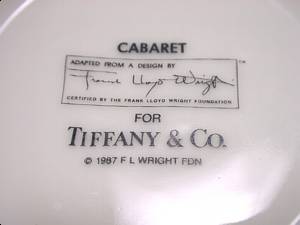 CABARET
ADAPTED FROM A DESIGN BY
Frank Lloyd Wright
CERTIFIED BY THE FRANK LLOYD WRIGHT FOUNDATION
FOR
TIFFANY & CO.
© 1987 F L WRIGHT FDN